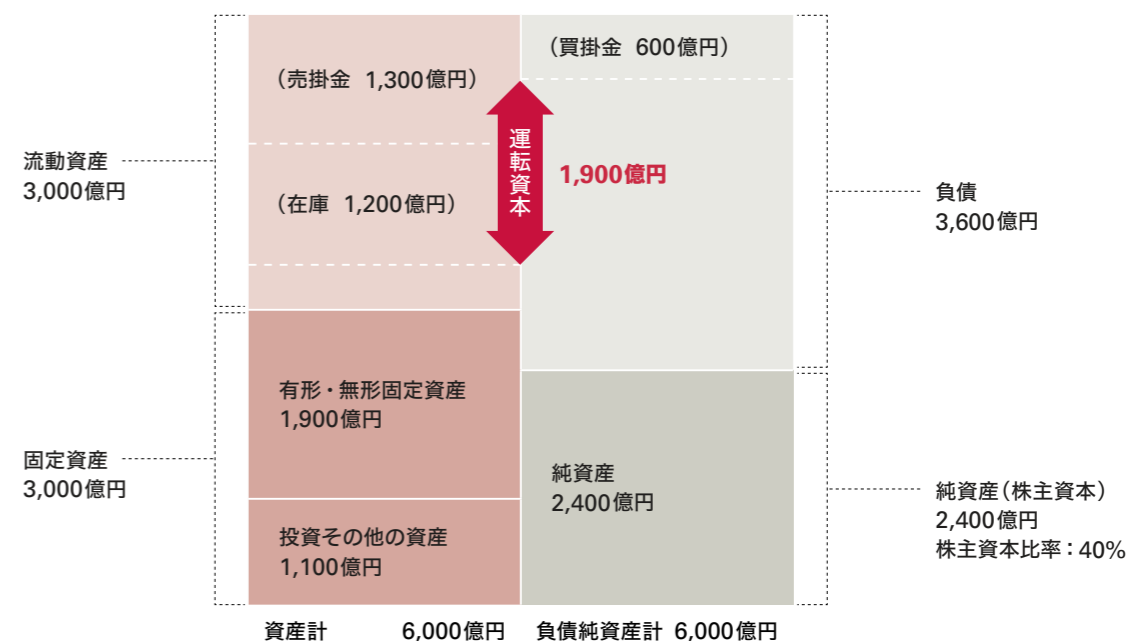 流動資産
3,000億円
固定資産
3,000億円
（売掛金 1,300億円）
（在庫 1,200億円）
有形・無形固定資産
1,900億円
投資その他の資産
1,100億円
運転資本
1,900億円
（買掛金 600億円）
純資産
2,400億円
負債
3,600億円
純資産（株主資本）
2,400億円
株主資本比率：40%
資産計 6,000億円
負債純資産計 6,000億円